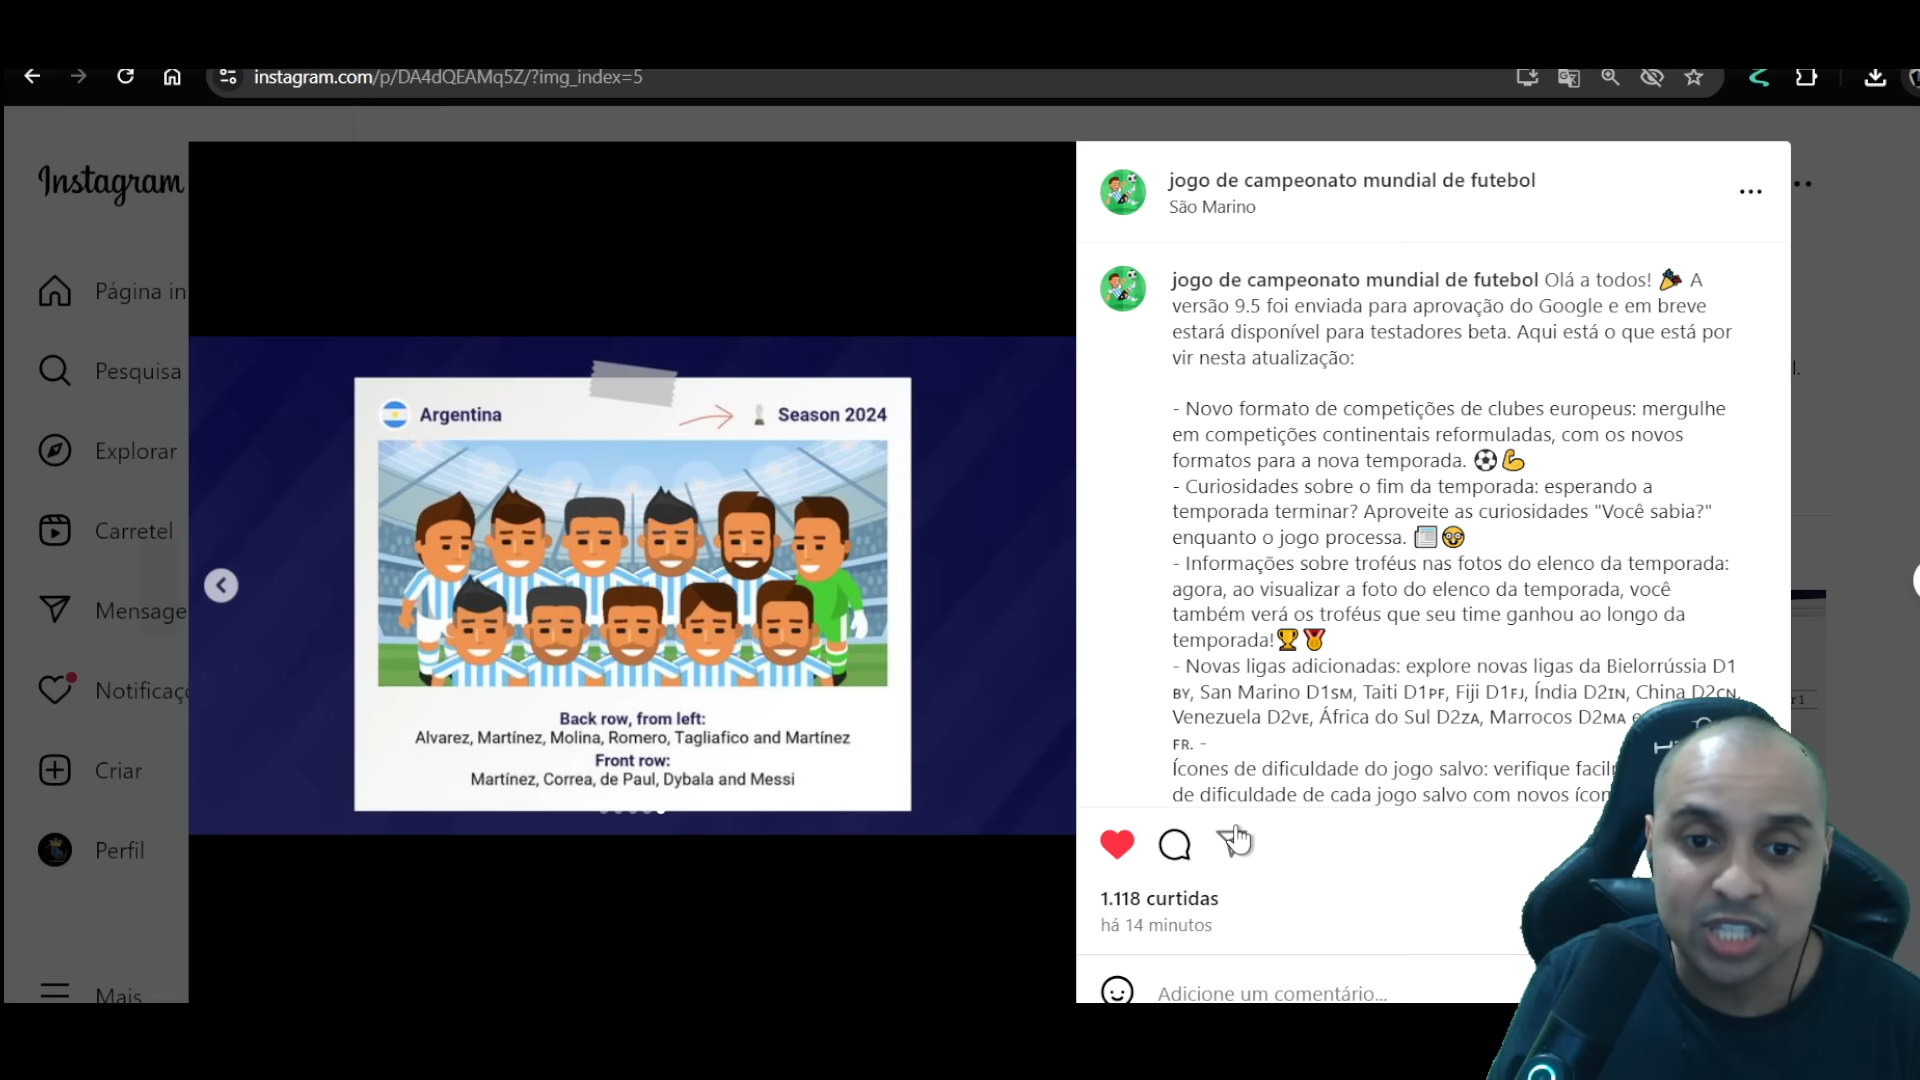 instagram.com/p/DA4dQEAMq5Z/?img_index=5
Instagram
Página in
Pesquisa
Explorar
Carretel
Mensage
Notificaç
Criar
Perfil
Mais
Argentina
Season 2024
Back row, from left:
Alvarez, Martínez, Molina, Romero, Tagliafico and Martínez
Front row:
Martínez, Correa, de Paul, Dybala and Messi
jogo de campeonato mundial de futebol
São Marino
jogo de campeonato mundial de futebol Olá a todos! 🎉 A
versão 9.5 foi enviada para aprovação do Google e em breve
estará disponível para testadores beta. Aqui está o que está por
vir nesta atualização:
- Novo formato de competições de clubes europeus: mergulhe
em competições continentais reformuladas, com os novos
formatos para a nova temporada. ⚽💪
- Curiosidades sobre o fim da temporada: esperando a
temporada terminar? Aproveite as curiosidades "Você sabia?"
enquanto o jogo processa. 📰🤓
- Informações sobre troféus nas fotos do elenco da temporada:
agora, ao visualizar a foto do elenco da temporada, você
também verá os troféus que seu time ganhou ao longo da
temporada!🏆🏅
- Novas ligas adicionadas: explore novas ligas da Bielorrússia D1
BY, San Marino D1SM, Taiti D1PF, Fiji D1FJ, Índia D2IN, China D2CN,
Venezuela D2VE, África do Sul D2ZA, Marrocos D2MA e
FR. -
Ícones de dificuldade do jogo salvo: verifique
de dificuldade de cada jogo salvo com novos
1.118 curtidas
há 14 minutos
Adicione um comentário...